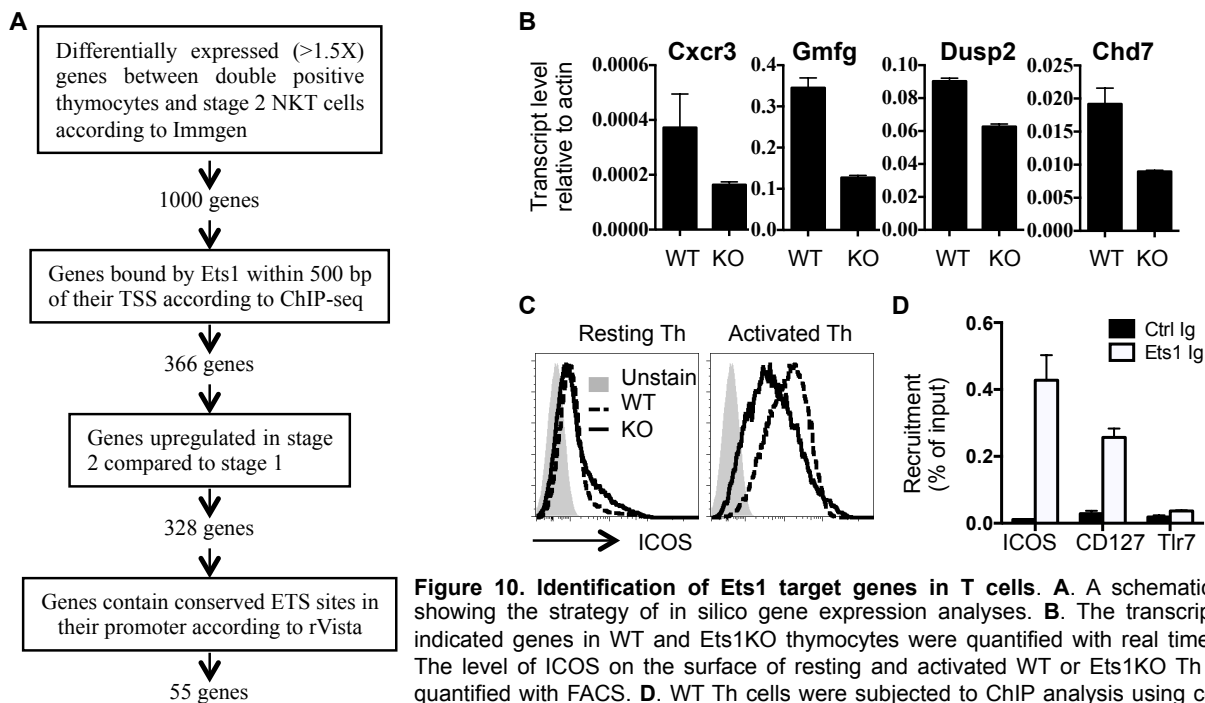 A
Differentially expressed (>1.5X)
genes between double positive
thymocytes and stage 2 NKT cells
according to Immgen
1000 genes
Genes bound by Ets1 within 500 bp
of their TSS according to ChIP-seq
366 genes
Genes upregulated in stage
2 compared to stage 1
328 genes
Genes contain conserved ETS sites in
their promoter according to rVista
55 genes
B
Transcript level
relative to actin
Cxcr3
0.0006
0.0004
0.0002
0.0000
WT KO
Gmfg
0.4
0.3
0.2
0.1
0.0
WT KO
Dusp2
0.10
0.08
0.06
0.04
0.02
0.00
WT KO
Chd7
0.025
0.020
0.015
0.010
0.005
0.000
WT KO
C
Resting Th
Activated Th
Unstain
WT
KO
ICOS
D
Recruitment
(% of input)
0.6
0.4
0.2
0.0
Ctrl Ig
Ets1 Ig
ICOS CD127 Tlr7
Figure 10. Identification of Ets1 target genes in T cells. A. A schematic
showing the strategy of in silico gene expression analyses. B. The transcrip
indicated genes in WT and Ets1KO thymocytes were quantified with real time
The level of ICOS on the surface of resting and activated WT or Ets1KO Th
quantified with FACS. D. WT Th cells were subjected to ChIP analysis using c